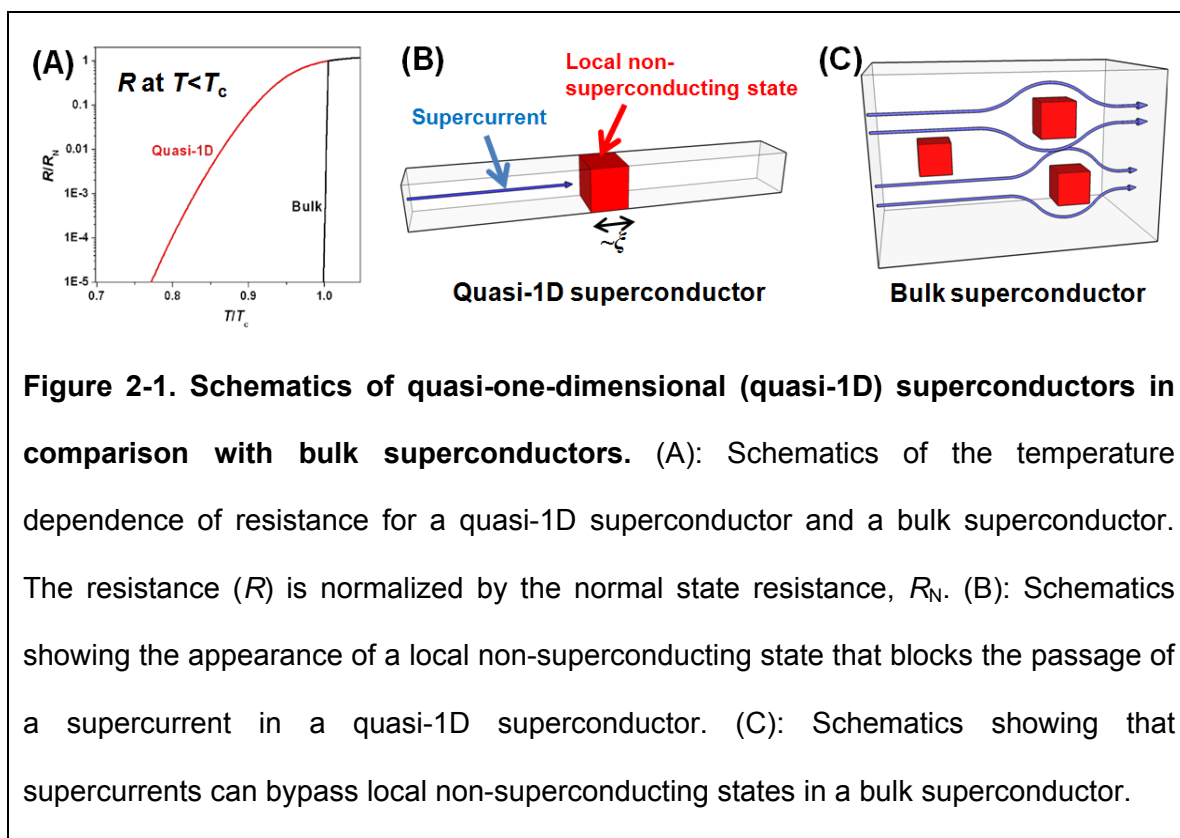 (A)
R at T<Tc
Quasi-1D
Bulk
R/RN
1
0.1
0.01
1E-3
1E-4
1E-5
0.7
0.8
0.9
1.0
T/Tc
(B)
Local non-
superconducting state
Supercurrent
~ξ
Quasi-1D superconductor
(C)
Bulk superconductor
Figure 2-1. Schematics of quasi-one-dimensional (quasi-1D) superconductors in
comparison with bulk superconductors. (A): Schematics of the temperature
dependence of resistance for a quasi-1D superconductor and a bulk superconductor.
The resistance (R) is normalized by the normal state resistance, RN. (B): Schematics
showing the appearance of a local non-superconducting state that blocks the passage of
a supercurrent in a quasi-1D superconductor. (C): Schematics showing that
supercurrents can bypass local non-superconducting states in a bulk superconductor.